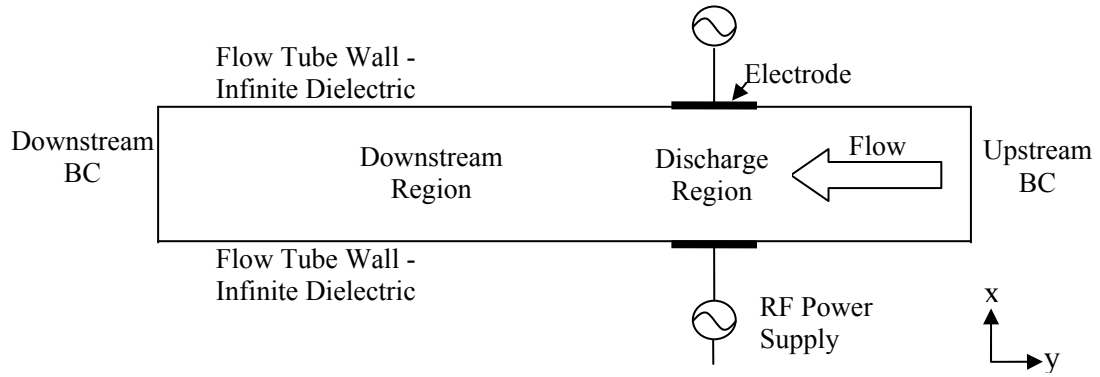 Flow Tube Wall -
Infinite Dielectric
Electrode
Downstream
BC
Downstream
Region
Discharge
Region
Flow
Upstream
BC
Flow Tube Wall -
Infinite Dielectric
RF Power
Supply
x
y